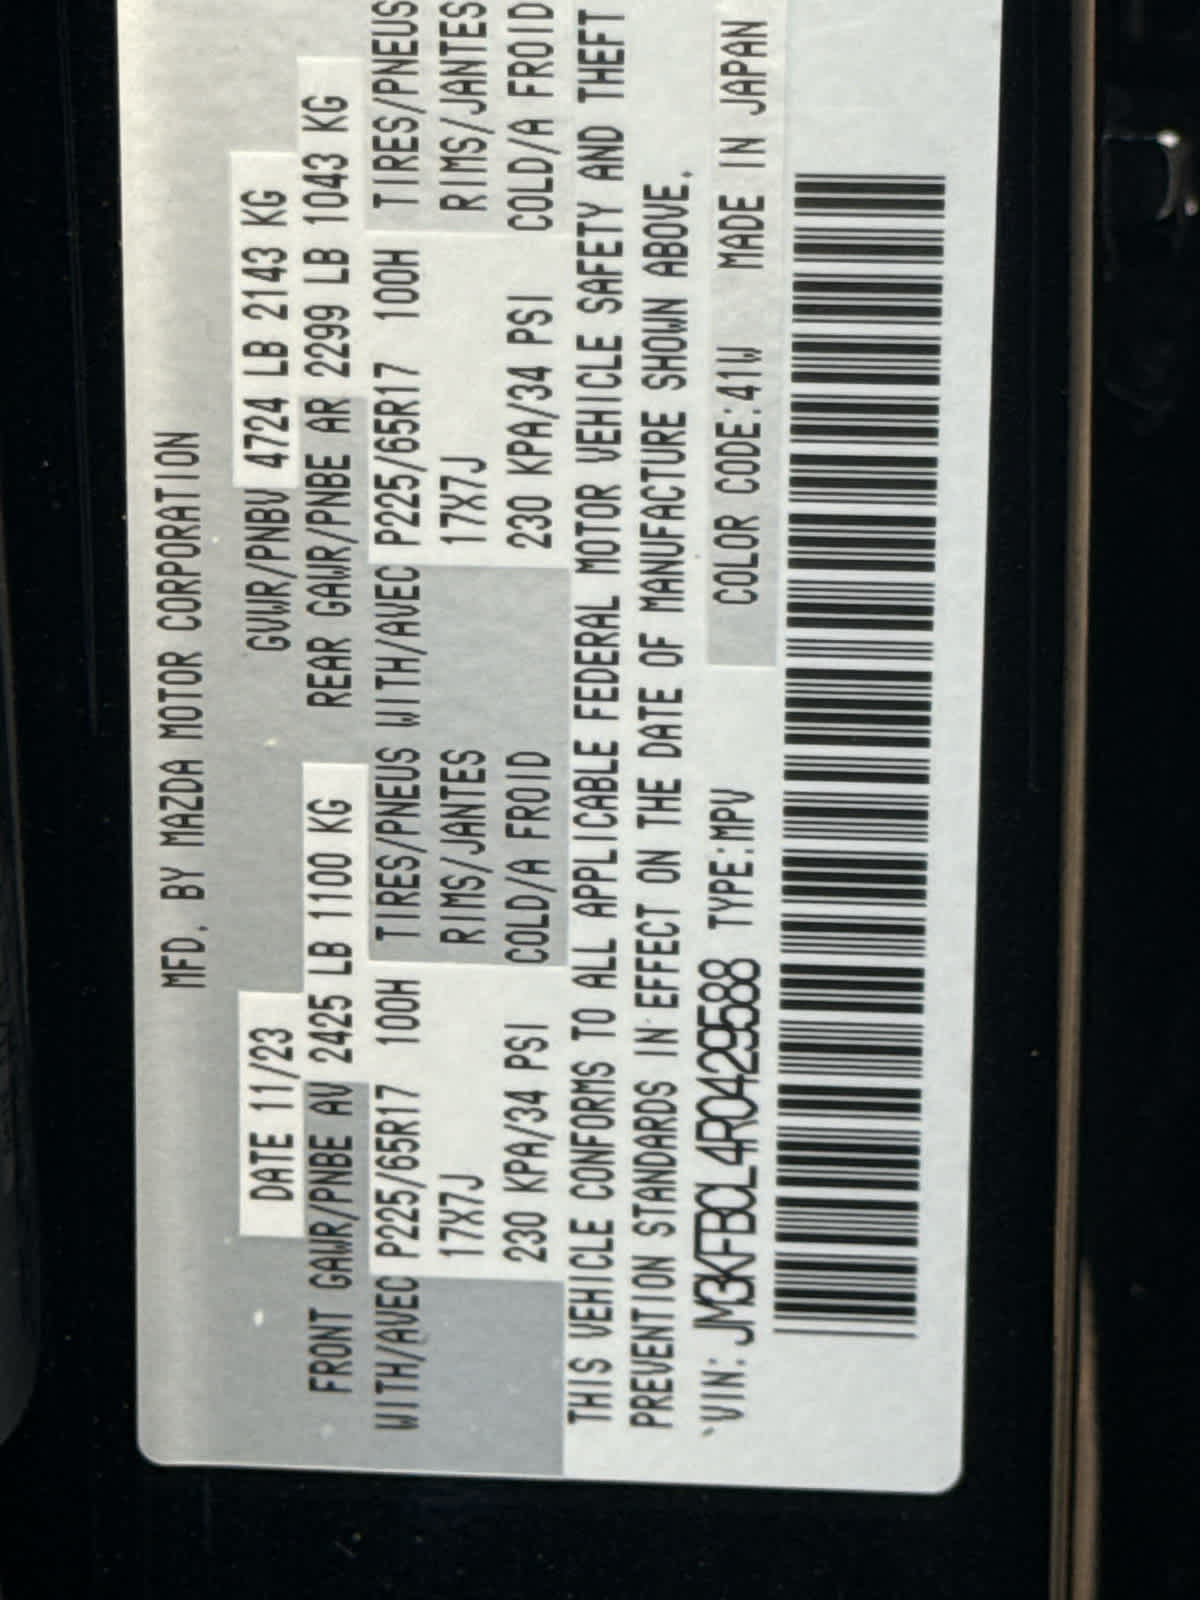 MFD. BY MAZDA MOTOR CORPORATION
DATE 11/23 GVWR/PNBV 4724 LB 2143 KG
FRONT GAWR/PNBE AV 2425 LB 1100 KG REAR GAWR/PNBE AR 2299 LB 1043 KG
WITH/AVEC P225/65R17 100H TIRES/PNEUS WITH/AVEC P225/65R17 100H TIRES/PNEUS
17X7J RIMS/JANTES 17X7J RIMS/JANTES
230 KPA/34 PSI COLD/A FROID 230 KPA/34 PSI COLD/A FROID
THIS VEHICLE CONFORMS TO ALL APPLICABLE FEDERAL MOTOR VEHICLE SAFETY AND THEFT
PREVENTION STANDARDS IN EFFECT ON THE DATE OF MANUFACTURE SHOWN ABOVE.
VIN: JM3KFBCL4R0429588 TYPE:MPV COLOR CODE:41W MADE IN JAPAN